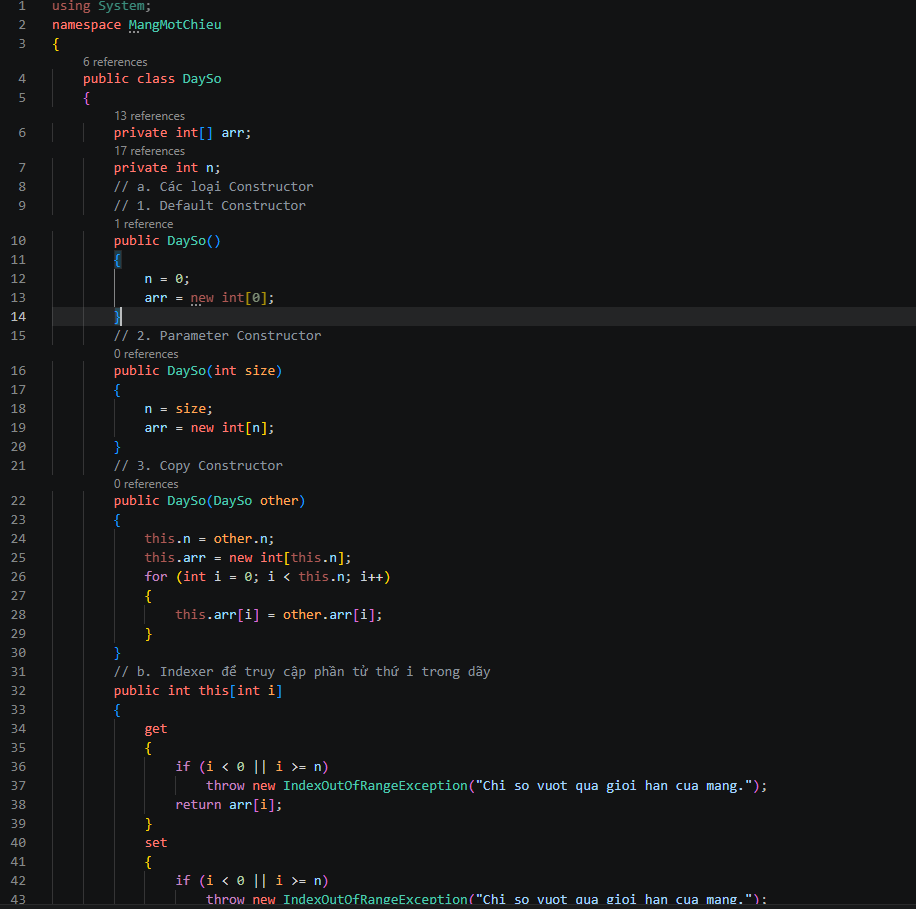 1 using System;
2 namespace MangMotChieu
3 {
6 references
4 public class DaySo
5 {
13 references
6 private int[] arr;
17 references
7 private int n;
8 // a. Các loại Constructor
9 // 1. Default Constructor
1 reference
10 public DaySo()
11 {
12 n = 0;
13 arr = new int[0];
14 }
15 // 2. Parameter Constructor
0 references
16 public DaySo(int size)
17 {
18 n = size;
19 arr = new int[n];
20 }
21 // 3. Copy Constructor
0 references
22 public DaySo(DaySo other)
23 {
24 this.n = other.n;
25 this.arr = new int[this.n];
26 for (int i = 0; i < this.n; i++)
27 {
28 this.arr[i] = other.arr[i];
29 }
30 }
31 // b. Indexer để truy cập phần tử thứ i trong dãy
32 public int this[int i]
33 {
34 get
35 {
36 if (i < 0 || i >= n)
37 throw new IndexOutOfRangeException("Chi so vuot qua gioi han cua mang.");
38 return arr[i];
39 }
40 set
41 {
42 if (i < 0 || i >= n)
43 throw new IndexOutOfRangeException("Chi so vuot qua gioi han cua mang.");